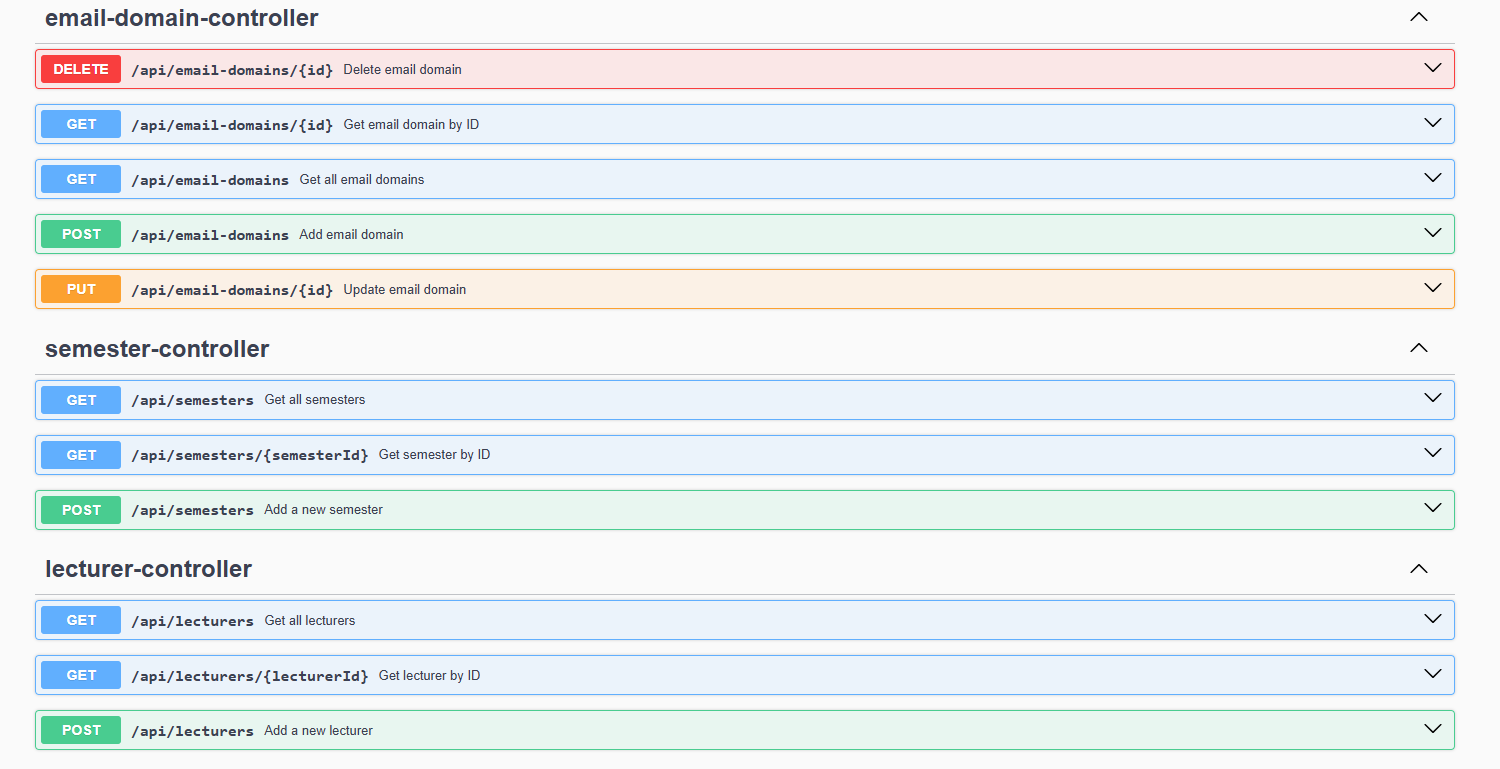 email-domain-controller
DELETE /api/email-domains/{id} Delete email domain
GET /api/email-domains/{id} Get email domain by ID
GET /api/email-domains Get all email domains
POST /api/email-domains Add email domain
PUT /api/email-domains/{id} Update email domain
semester-controller
GET /api/semesters Get all semesters
GET /api/semesters/{semesterId} Get semester by ID
POST /api/semesters Add a new semester
lecturer-controller
GET /api/lecturers Get all lecturers
GET /api/lecturers/{lecturerId} Get lecturer by ID
POST /api/lecturers Add a new lecturer